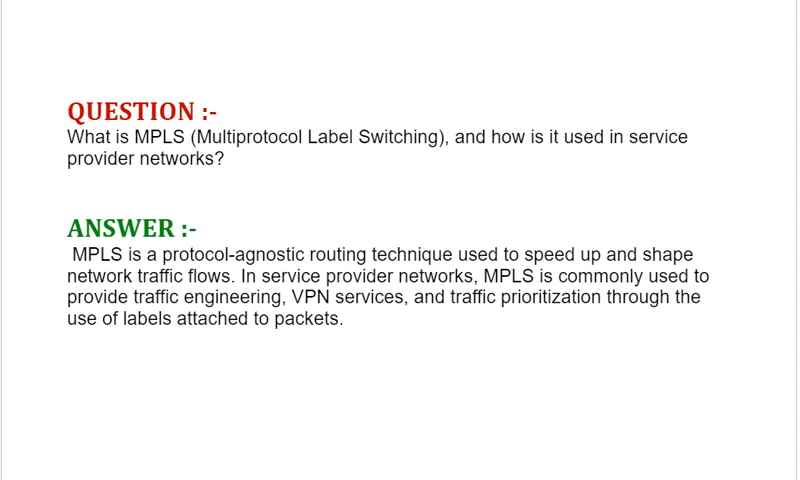 QUESTION :-
What is MPLS (Multiprotocol Label Switching), and how is it used in service
provider networks?
ANSWER :-
MPLS is a protocol-agnostic routing technique used to speed up and shape
network traffic flows. In service provider networks, MPLS is commonly used to
provide traffic engineering, VPN services, and traffic prioritization through the
use of labels attached to packets.